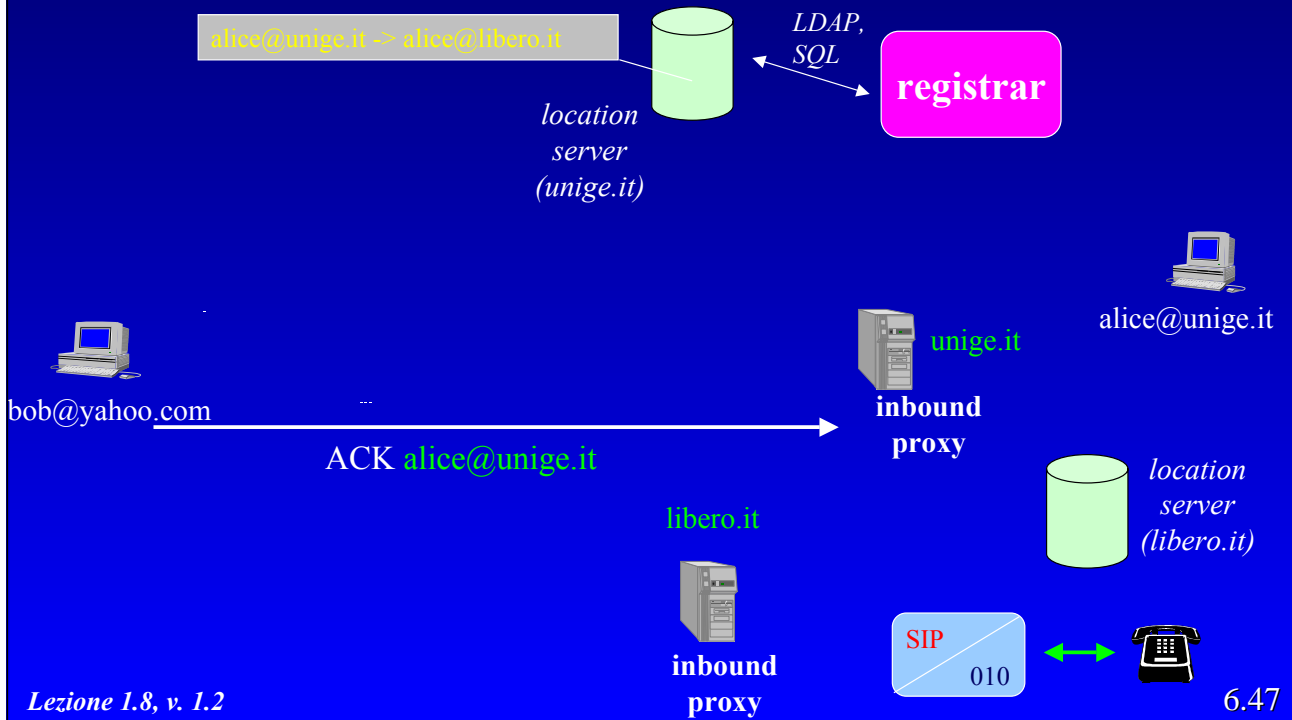 alice@unige.it -> alice@libero.it
LDAP,
SQL
registrar
location
server
(unige.it)
alice@unige.it
unige.it
bob@yahoo.com
inbound
proxy
ACK alice@unige.it
location
server
(libero.it)
libero.it
SIP
010
inbound
proxy
Lezione 1.8, v. 1.2
6.47